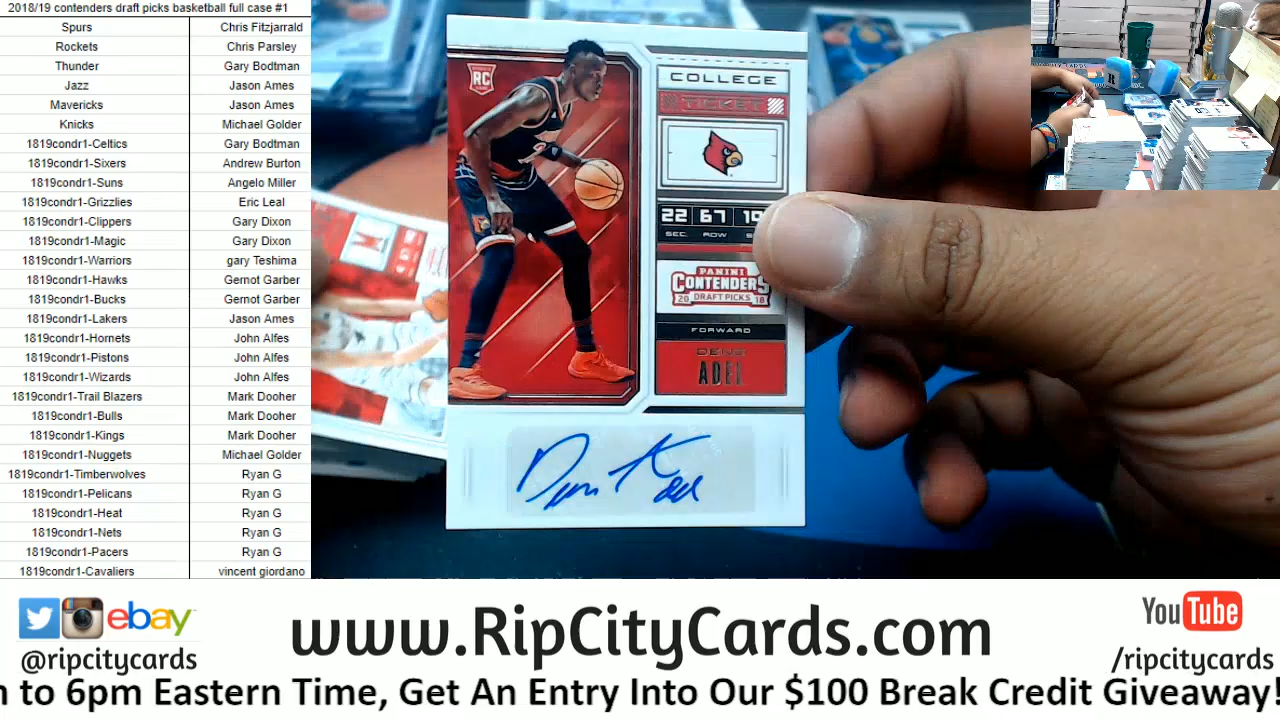 2018/19 contenders draft picks basketball full case #1
Spurs Chris Fitzjarrald
Rockets Chris Parsley
Thunder Gary Bodtman
Jazz Jason Ames
Mavericks Jason Ames
Knicks Michael Golder
1819condr1-Celtics Gary Bodtman
1819condr1-Sixers Andrew Burton
1819condr1-Suns Angelo Miller
1819condr1-Grizzlies Eric Leal
1819condr1-Clippers Gary Dixon
1819condr1-Magic Gary Dixon
1819condr1-Warriors gary Teshima
1819condr1-Hawks Gernot Garber
1819condr1-Bucks Gernot Garber
1819condr1-Lakers Jason Ames
1819condr1-Hornets John Alfes
1819condr1-Pistons John Alfes
1819condr1-Wizards John Alfes
1819condr1-Trail Blazers Mark Dooher
1819condr1-Bulls Mark Dooher
1819condr1-Kings Mark Dooher
1819condr1-Nuggets Michael Golder
1819condr1-Timberwolves Ryan G
1819condr1-Pelicans Ryan G
1819condr1-Heat Ryan G
1819condr1-Nets Ryan G
1819condr1-Pacers Ryan G
1819condr1-Cavaliers vincent giordano
RC
COLLEGE
TICKET
22 67
SEC. ROW
PANINI
CONTENDERS
20 DRAFT PICKS 18
FORWARD
DENG
ADEL
ebay
@ripcitycards
www.RipCityCards.com
YouTube
/ripcitycards
to 6pm Eastern Time, Get An Entry Into Our $100 Break Credit Giveaway!